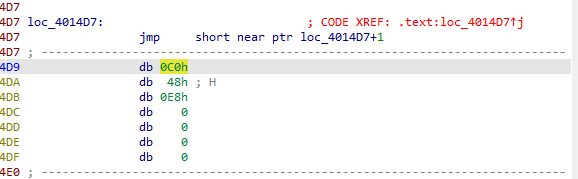 4D7
4D7 loc_4014D7: ; CODE XREF: .text:loc_4014D7↑j
4D7 jmp short near ptr loc_4014D7+1
4D7 ; ---------------------------------------------------------------------------
4D9 db 0C0h
4DA db 48h ; H
4DB db 0E8h
4DC db 0
4DD db 0
4DE db 0
4DF db 0
4E0 ; ---------------------------------------------------------------------------